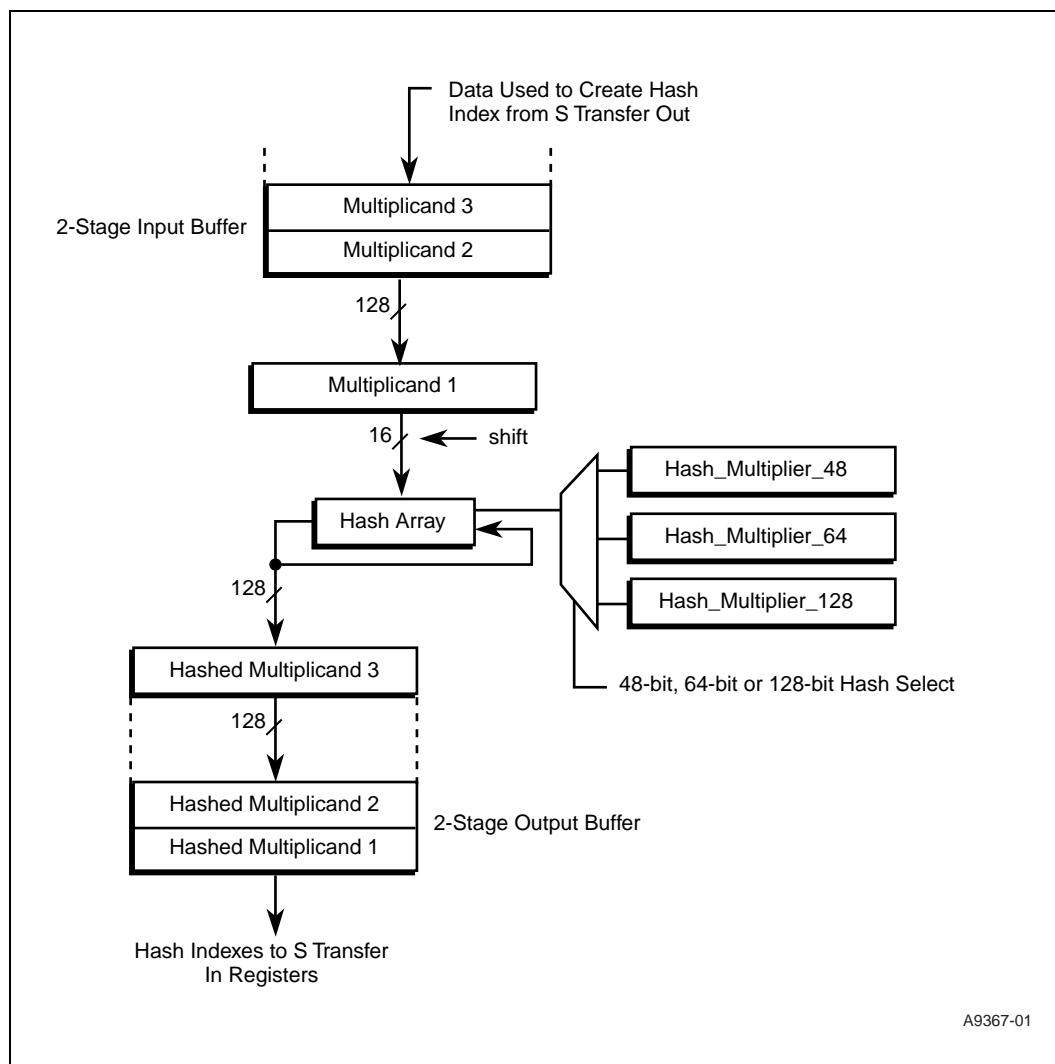 Data Used to Create Hash
Index from S Transfer Out
Multiplicand 3
2-Stage Input Buffer
Multiplicand 2
128
Multiplicand 1
16
shift
Hash_Multiplier_48
Hash Array
Hash_Multiplier_64
128
Hash_Multiplier_128
Hashed Multiplicand 3
48-bit, 64-bit or 128-bit Hash Select
128
Hashed Multiplicand 2
2-Stage Output Buffer
Hashed Multiplicand 1
Hash Indexes to S Transfer
In Registers
A9367-01